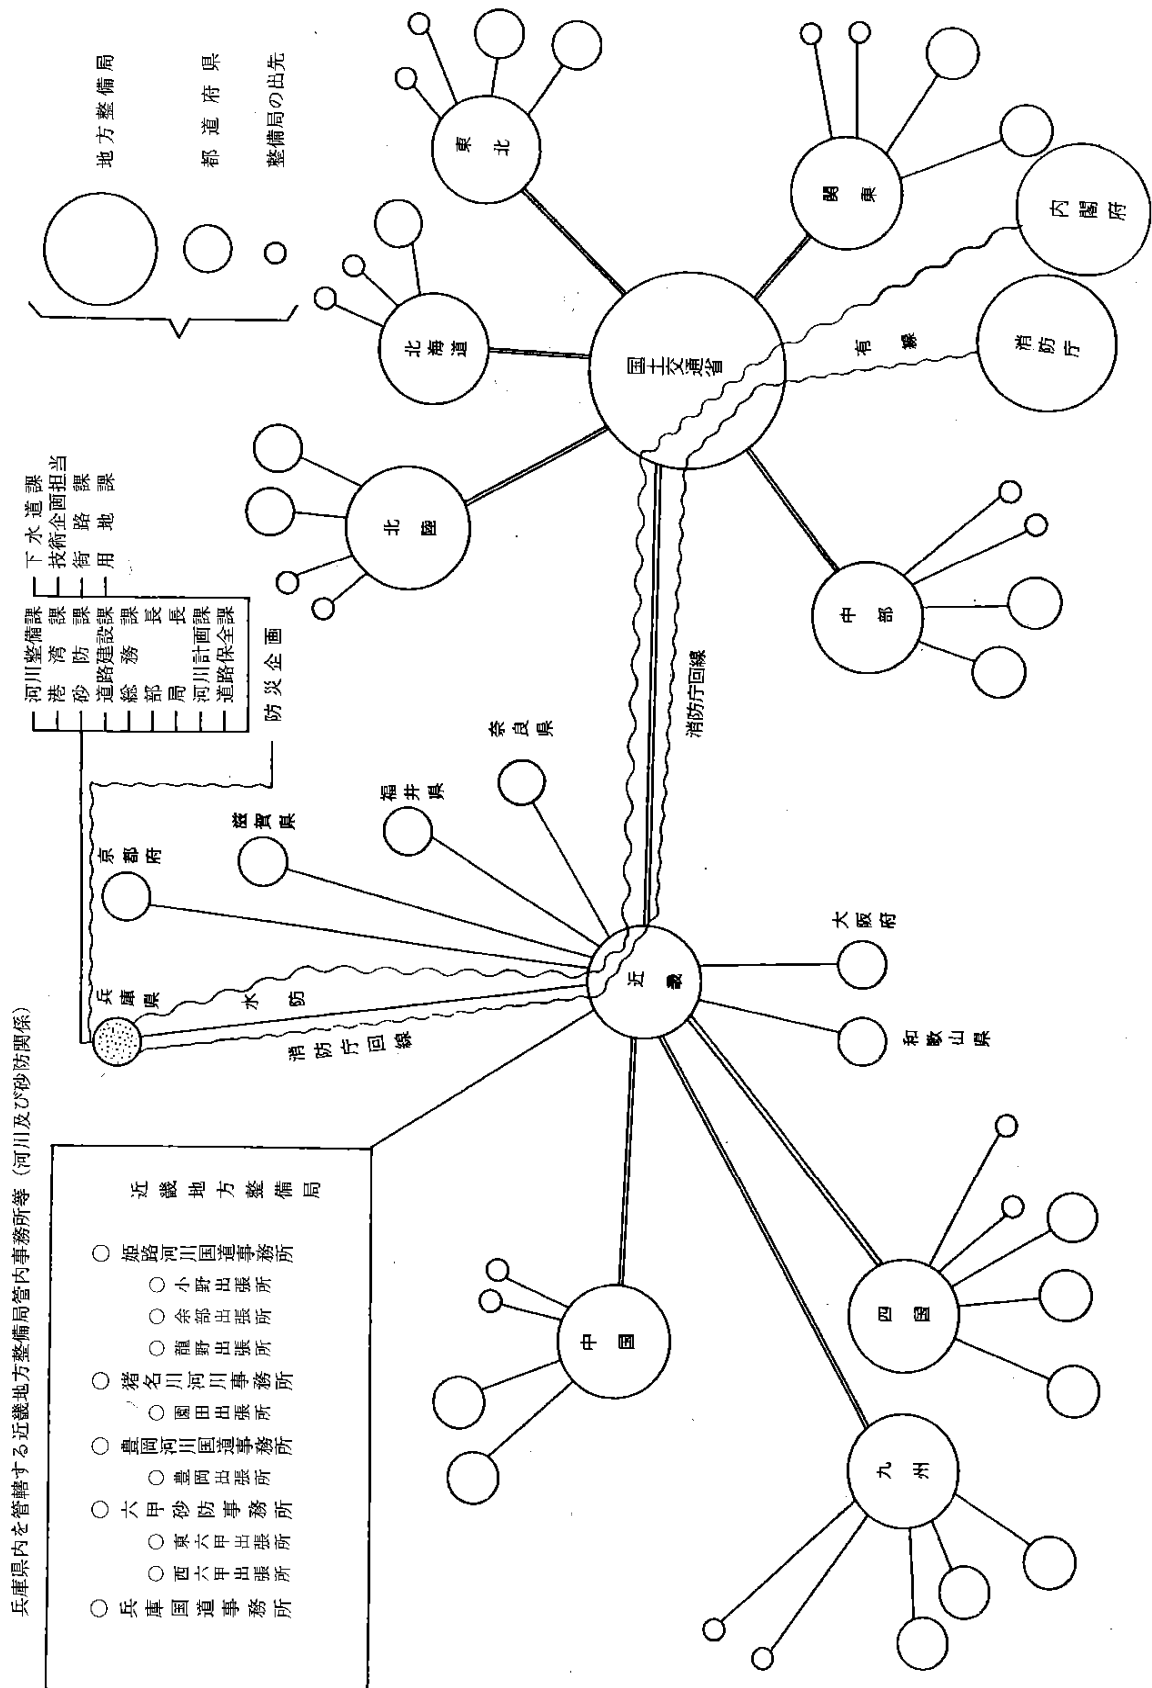 兵庫県内を管轄する近畿地方整備局管内事務所等（河川及び砂防関係）
近畿地方整備局
○ 姫路河川国道事務所
○ 小野出張所
○ 余部出張所
○ 龍野出張所
○ 猪名川河川事務所
○ 園田出張所
○ 豊岡河川国道事務所
○ 豊岡出張所
○ 六甲砂防事務所
○ 東六甲出張所
○ 西六甲出張所
○ 兵庫国道事務所
河川整備課
港湾課
砂防課
道路建設課
総務課
部長
局長
河川計画課
道路保全課
下水道課
技術企画担当
街路課
用地課
防災企画
地方整備局
都道府県
整備局の出先
兵庫県
京都府
滋賀県
福井県
奈良県
水防
消防庁回線
近畿
大阪府
和歌山県
消防庁回線
北陸
北海道
東北
国土交通省
関東
有線
内閣府
消防庁
中部
中国
四国
九州